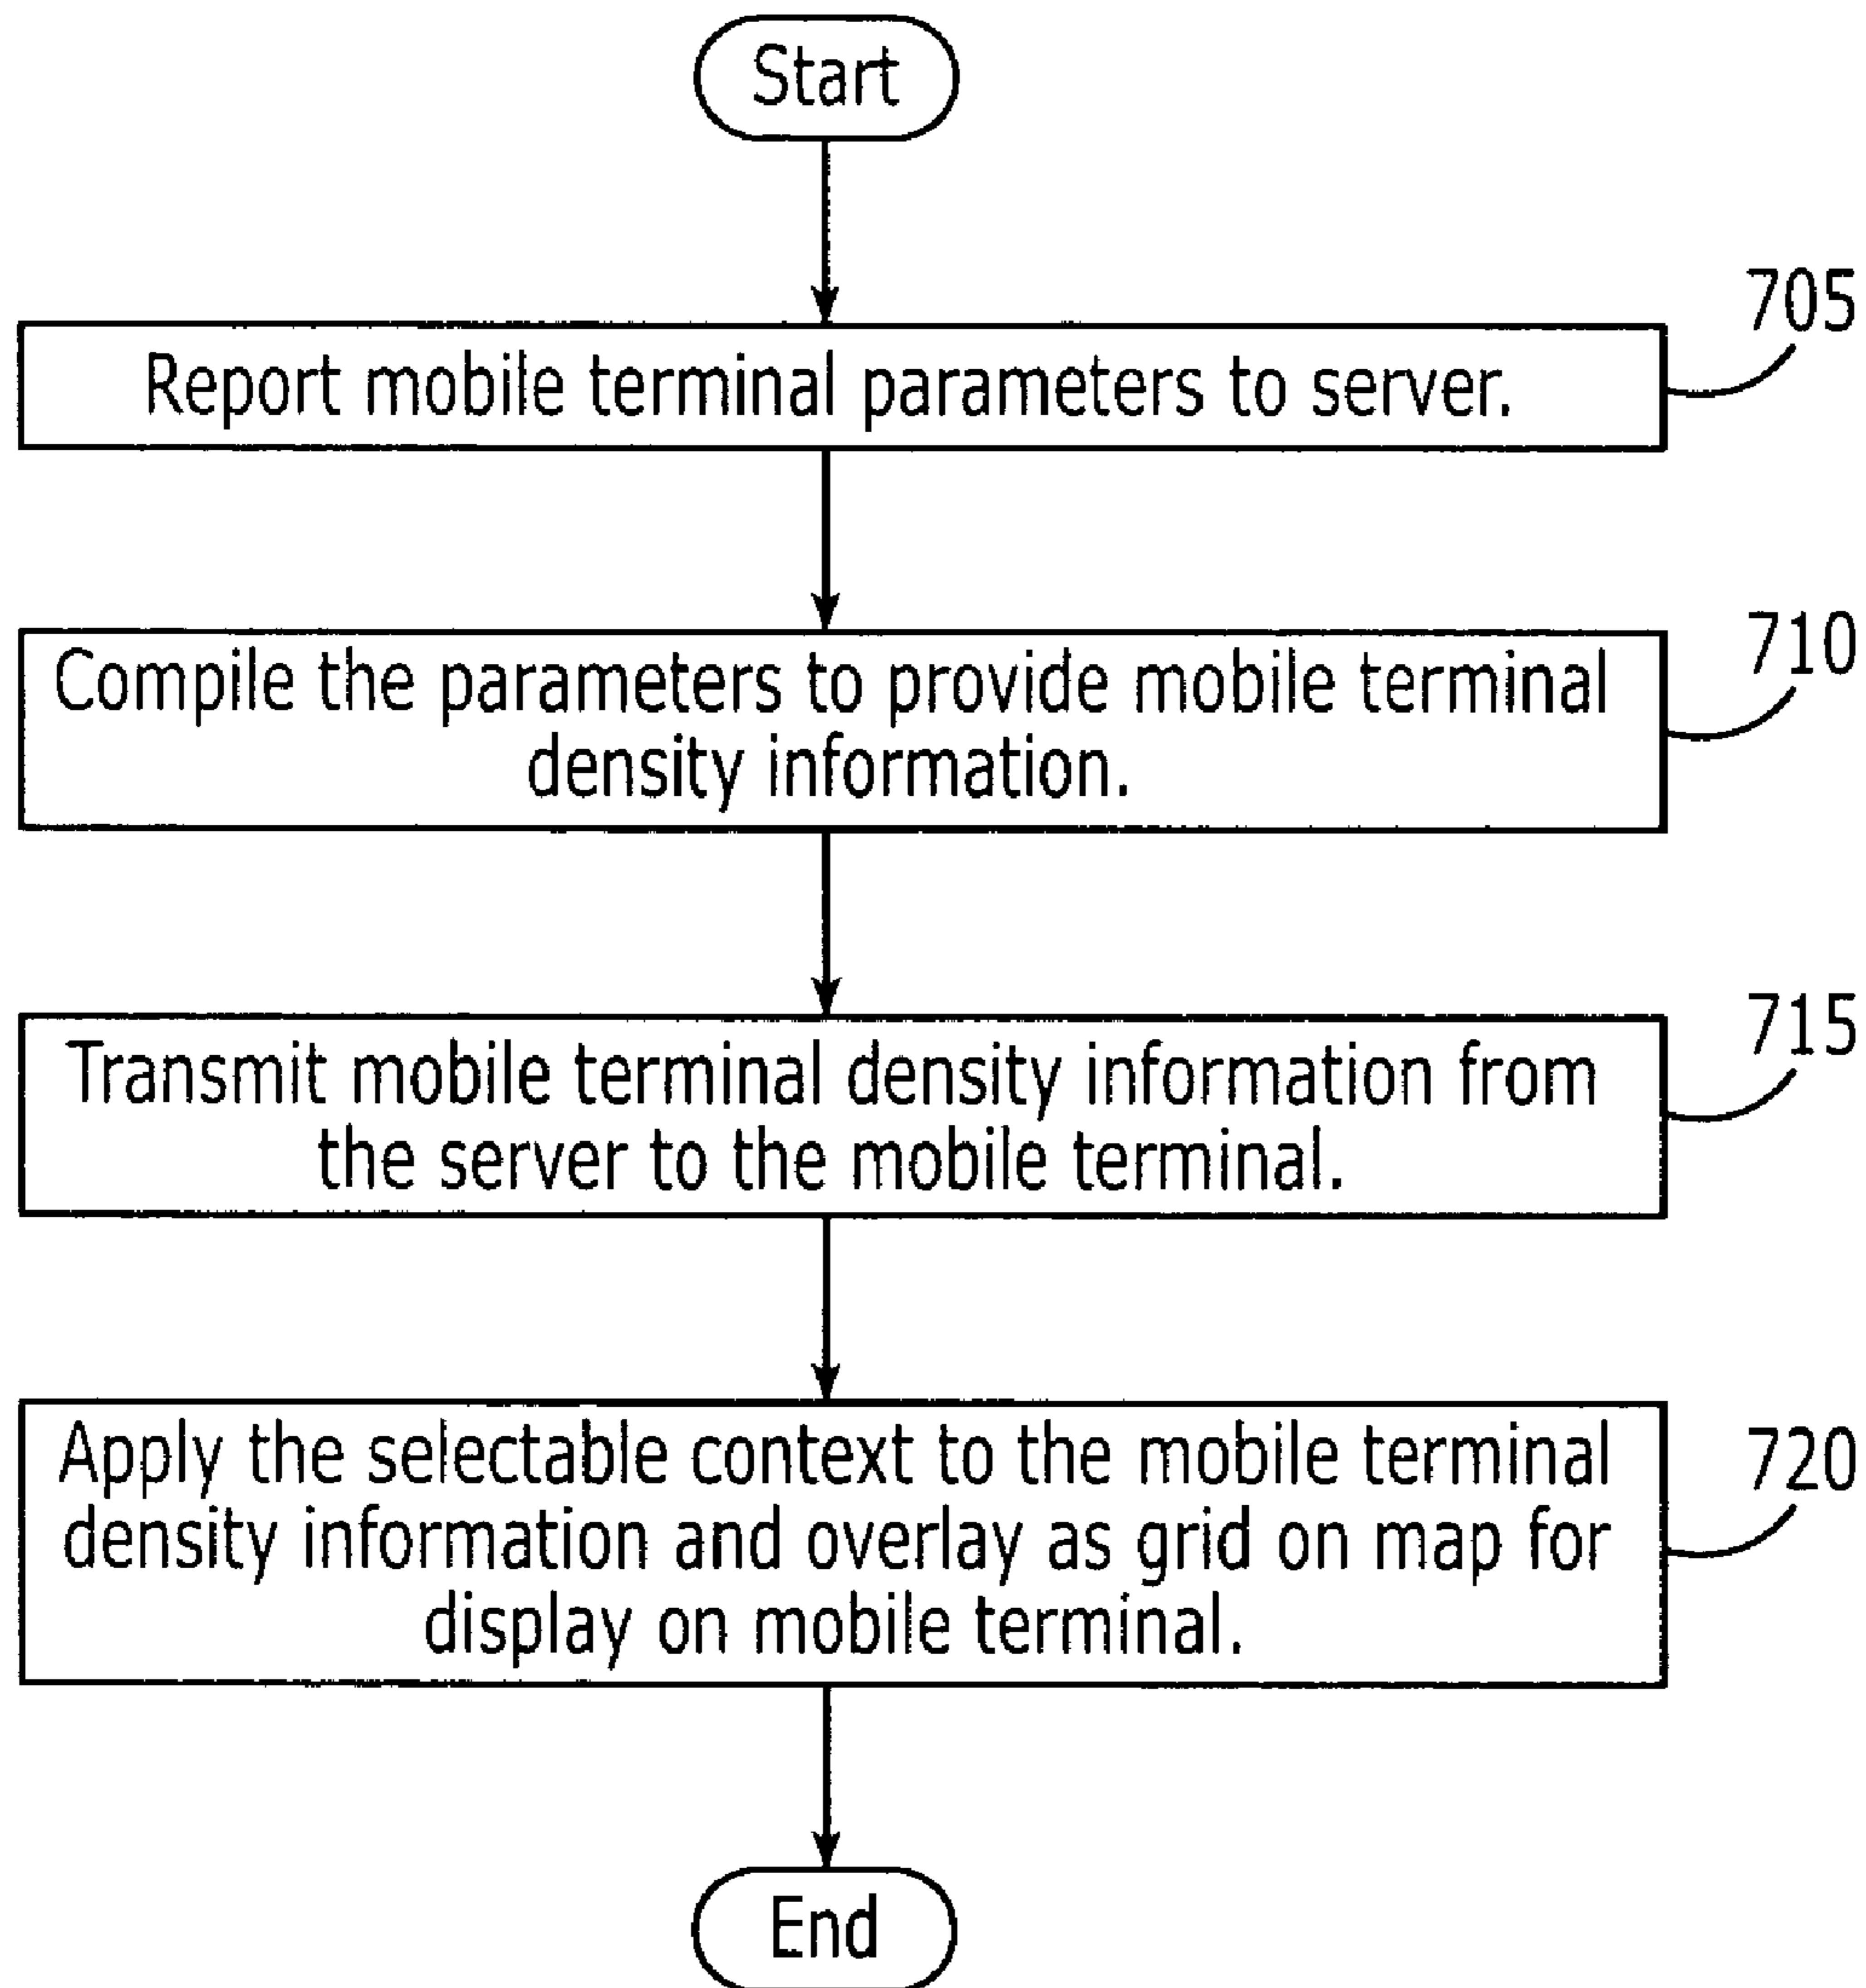 Start
705
Report mobile terminal parameters to server.
710
Compile the parameters to provide mobile terminal
density information.
715
Transmit mobile terminal density information from
the server to the mobile terminal.
720
Apply the selectable context to the mobile terminal
density information and overlay as grid on map for
display on mobile terminal.
End